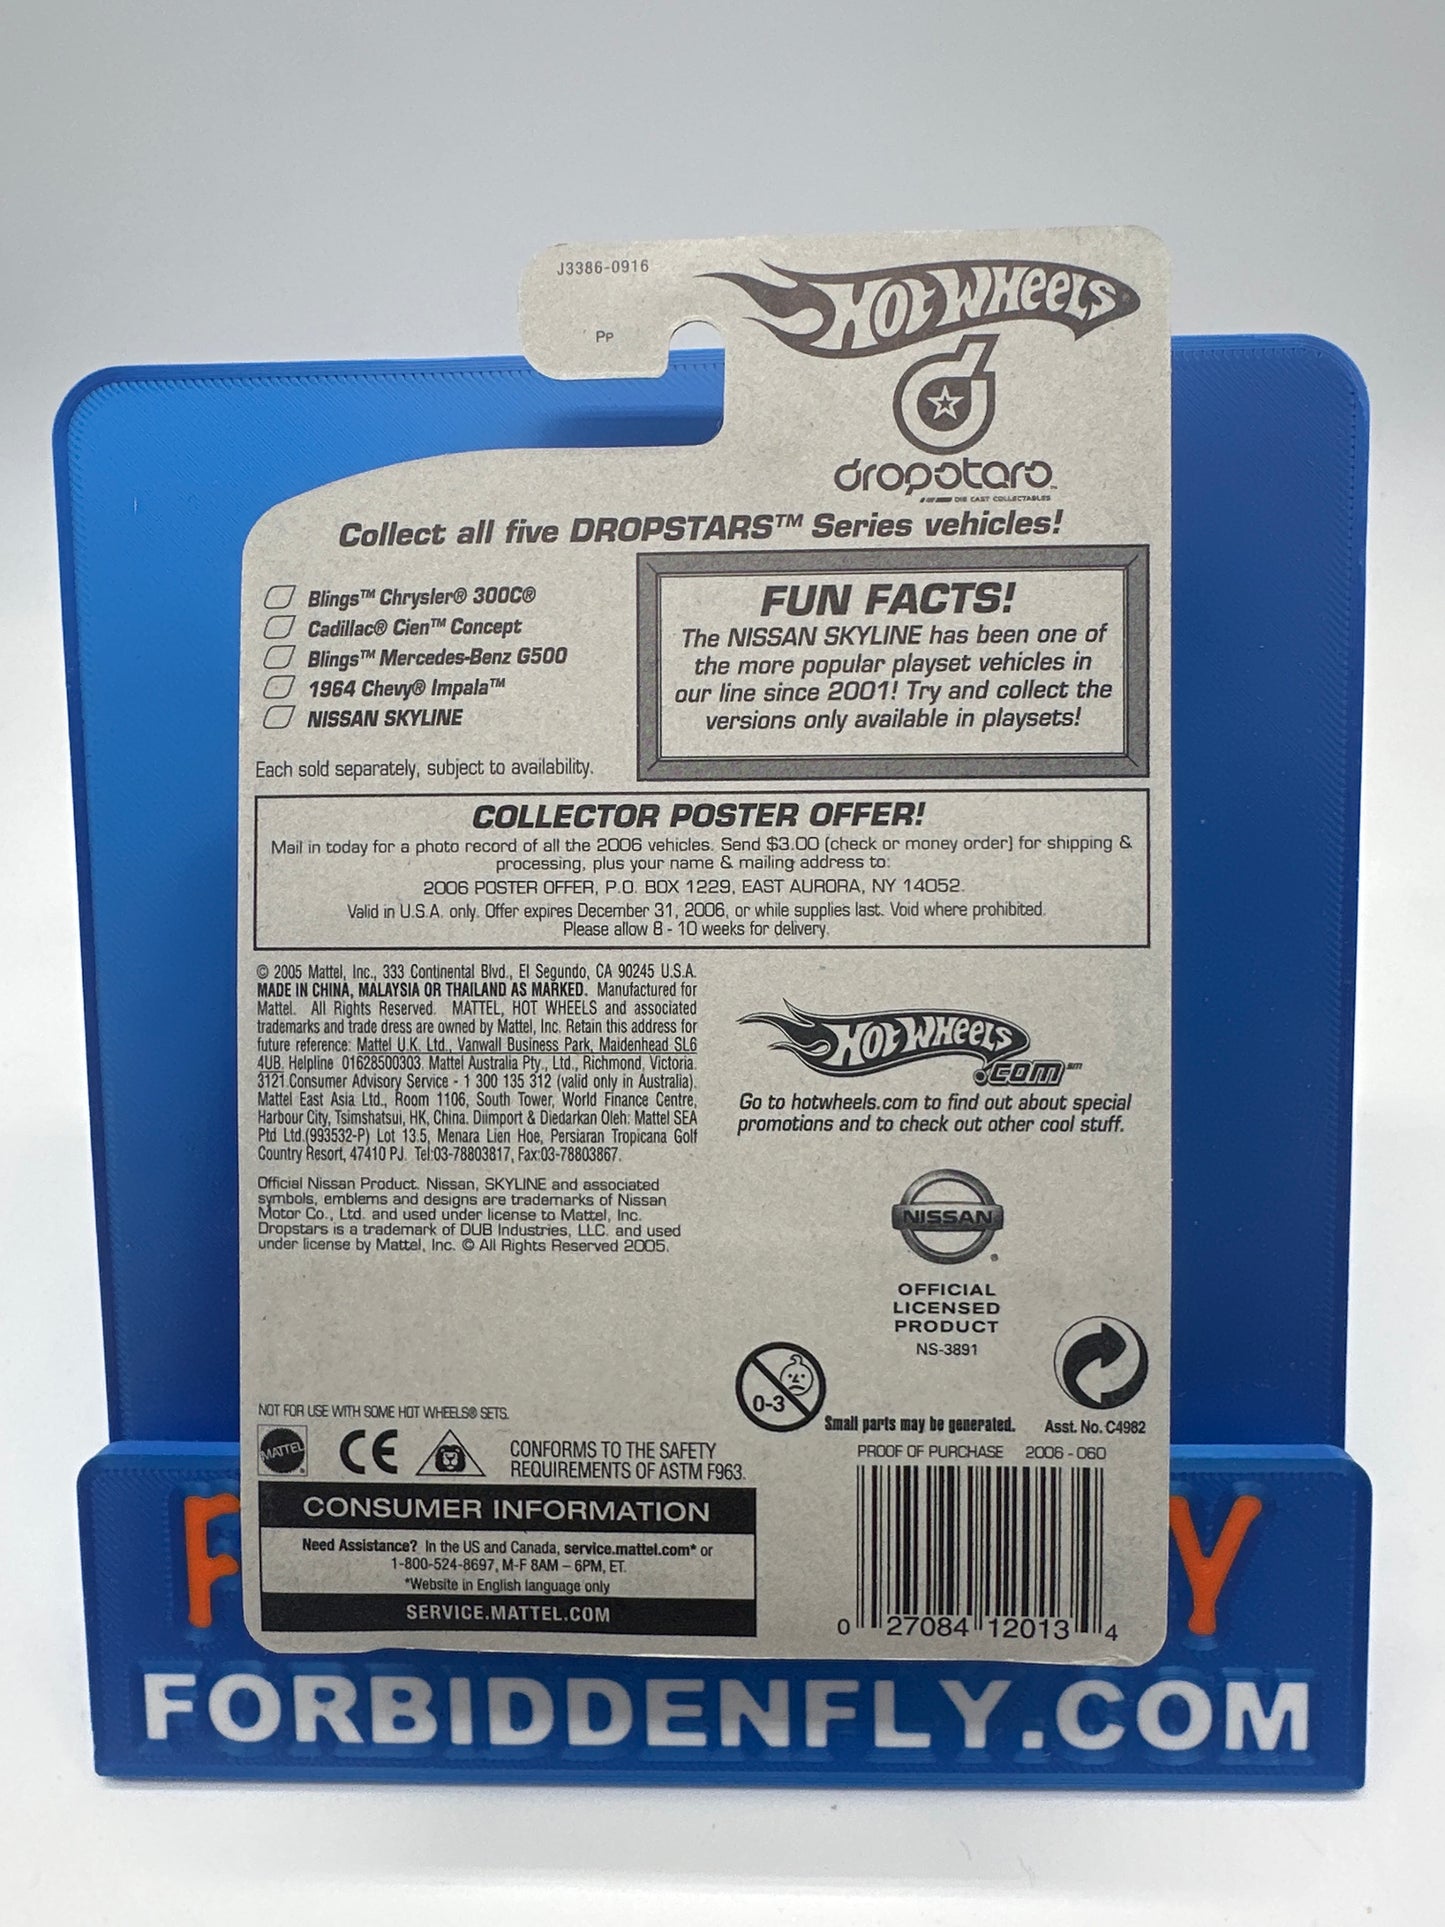 J3386-0916
PP
HOT WHEELS
dropstars™
DIE CAST COLLECTABLES
Collect all five DROPSTARS™ Series vehicles!
Blings™ Chrysler® 300C®
Cadillac® Cien™ Concept
Blings™ Mercedes-Benz G500
1964 Chevy® Impala™
NISSAN SKYLINE
Each sold separately, subject to availability.
FUN FACTS!
The NISSAN SKYLINE has been one of
the more popular playset vehicles in
our line since 2001! Try and collect the
versions only available in playsets!
COLLECTOR POSTER OFFER!
Mail in today for a photo record of all the 2006 vehicles. Send $3.00 (check or money order) for shipping &
processing, plus your name & mailing address to:
2006 POSTER OFFER, P.O. BOX 1229, EAST AURORA, NY 14052.
Valid in U.S.A. only. Offer expires December 31, 2006, or while supplies last. Void where prohibited.
Please allow 8 - 10 weeks for delivery.
© 2005 Mattel, Inc., 333 Continental Blvd., El Segundo, CA 90245 U.S.A.
MADE IN CHINA, MALAYSIA OR THAILAND AS MARKED. Manufactured for
Mattel. All Rights Reserved. MATTEL, HOT WHEELS and associated
trademarks and trade dress are owned by Mattel, Inc. Retain this address for
future reference: Mattel U.K. Ltd., Vanwall Business Park, Maidenhead SL6
4UB. Helpline 01628500303. Mattel Australia Pty., Ltd., Richmond, Victoria.
3121.Consumer Advisory Service - 1 300 135 312 (valid only in Australia).
Mattel East Asia Ltd., Room 1106, South Tower, World Finance Centre,
Harbour City, Tsimshatsui, HK, China. Diimport & Diedarkan Oleh: Mattel SEA
Ptd Ltd.(993532-P) Lot 13.5, Menara Lien Hoe, Persiaran Tropicana Golf
Country Resort, 47410 PJ. Tel:03-78803817, Fax:03-78803867.
Official Nissan Product. Nissan, SKYLINE and associated
symbols, emblems and designs are trademarks of Nissan
Motor Co., Ltd. and used under license to Mattel, Inc.
Dropstars is a trademark of DUB Industries, LLC. and used
under license by Mattel, Inc. © All Rights Reserved 2005.
HOT WHEELS
.com℠
Go to hotwheels.com to find out about special
promotions and to check out other cool stuff.
NISSAN
®
OFFICIAL
LICENSED
PRODUCT
NS-3891
0-3
Small parts may be generated.
Asst. No. C4982
NOT FOR USE WITH SOME HOT WHEELS® SETS.
MATTEL
CE
CONFORMS TO THE SAFETY
REQUIREMENTS OF ASTM F963.
PROOF OF PURCHASE 2006 - 060
CONSUMER INFORMATION
Need Assistance? In the US and Canada, service.mattel.com* or
1-800-524-8697, M-F 8AM – 6PM, ET.
*Website in English language only
SERVICE.MATTEL.COM
0 27084 12013 4
F Y
FORBIDDENFLY.COM